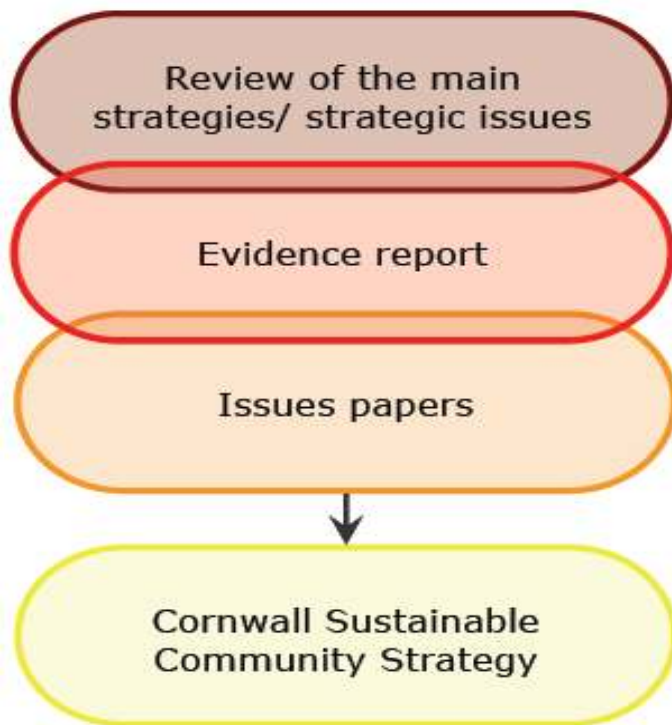 Review of the main
strategies/ strategic issues
Evidence report
Issues papers
Cornwall Sustainable
Community Strategy